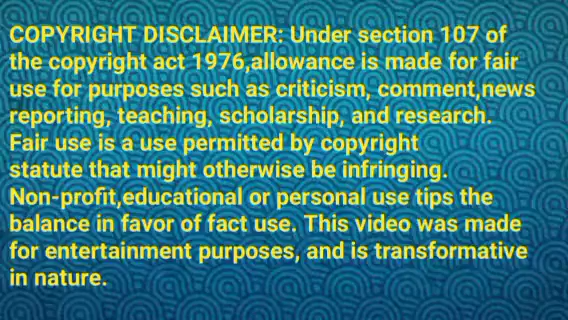 COPYRIGHT DISCLAIMER: Under section 107 of
the copyright act 1976,allowance is made for fair
use for purposes such as criticism, comment,news
reporting, teaching, scholarship, and research.
Fair use is a use permitted by copyright
statute that might otherwise be infringing.
Non-profit,educational or personal use tips the
balance in favor of fact use. This video was made
for entertainment purposes, and is transformative
in nature.